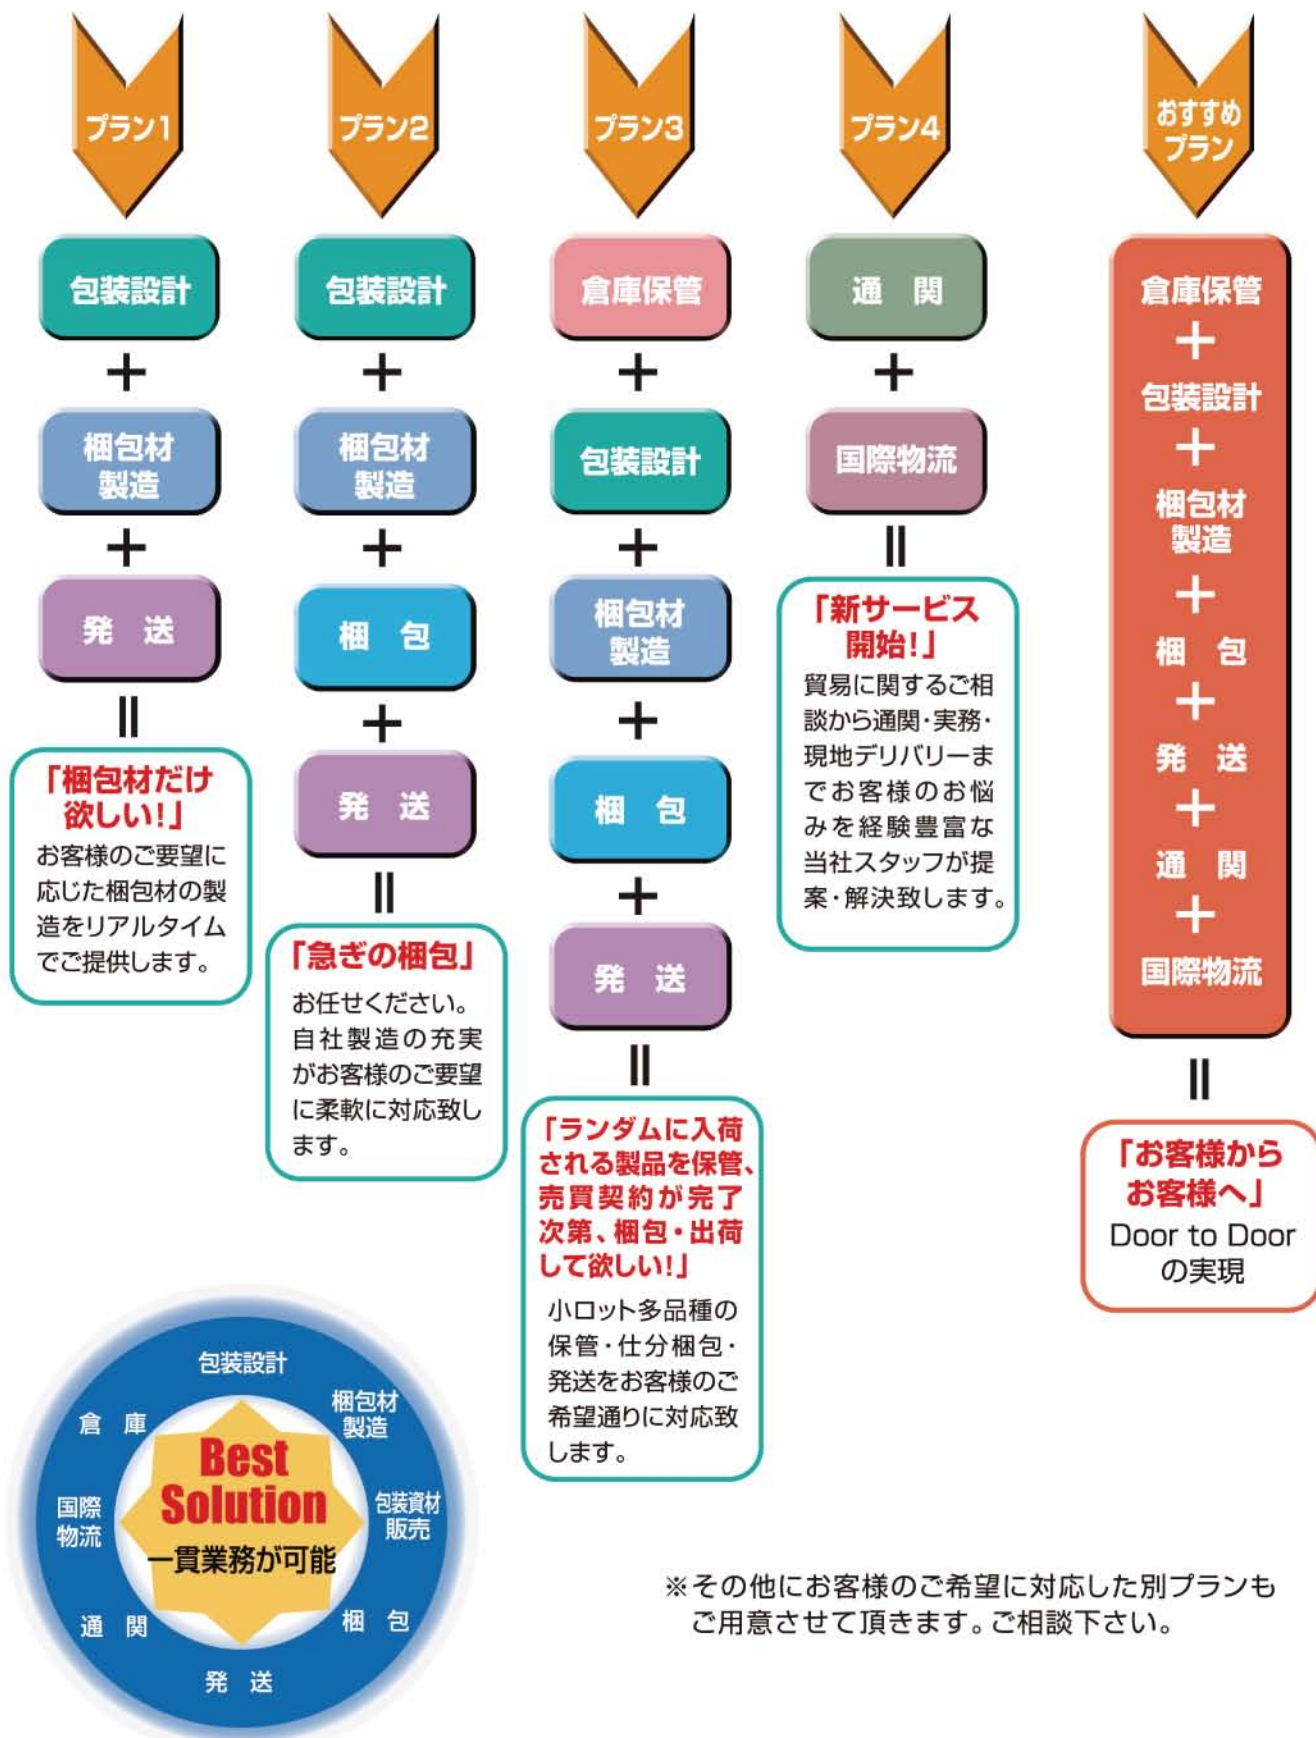 プラン1
包装設計
+
梱包材
製造
+
発 送
=
「梱包材だけ
欲しい!」
お客様のご要望に
応じた梱包材の製
造をリアルタイム
でご提供します。
プラン2
包装設計
+
梱包材
製造
+
梱 包
+
発 送
=
「急ぎの梱包」
お任せください。
自社製造の充実
がお客様のご要望
に柔軟に対応致し
ます。
プラン3
倉庫保管
+
包装設計
+
梱包材
製造
+
梱 包
+
発 送
=
「ランダムに入荷
される製品を保管、
売買契約が完了
次第、梱包・出荷
して欲しい!」
小ロット多品種の
保管・仕分梱包・
発送をお客様のご
希望通りに対応致
します。
プラン4
通 関
+
国際物流
=
「新サービス
開始!」
貿易に関するご相
談から通関・実務・
現地デリバリーま
でお客様のお悩
みを経験豊富な
当社スタッフが提
案・解決致します。
おすすめ
プラン
倉庫保管
+
包装設計
+
梱包材
製造
+
梱 包
+
発 送
+
通 関
+
国際物流
=
「お客様から
お客様へ」
Door to Door
の実現
包装設計
梱包材
製造
包装資材
販売
梱 包
発 送
通 関
国際
物流
倉 庫
Best
Solution
一貫業務が可能
※その他にお客様のご希望に対応した別プランも
ご用意させて頂きます。ご相談下さい。